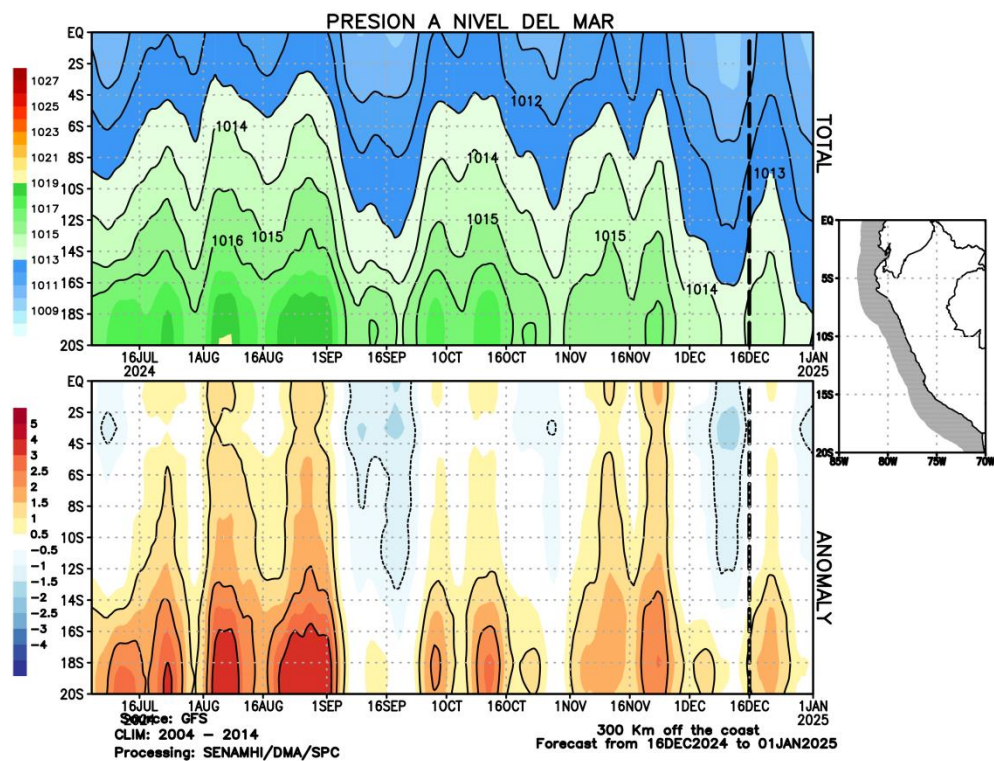 PRESION A NIVEL DEL MAR
EQ
2S
4S
6S
8S
10S
12S
14S
16S
18S
20S
1027
1025
1023
1021
1019
1017
1015
1013
1011
1009
1012
1014
1014
1013
1015
1016
1015
1015
1014
TOTAL
16JUL
2024
1AUG
16AUG
1SEP
16SEP
1OCT
16OCT
1NOV
16NOV
1DEC
16DEC
1JAN
2025
EQ
5S
10S
15S
20S
85W
80W
75W
70W
EQ
2S
4S
6S
8S
10S
12S
14S
16S
18S
20S
5
4
3
2.5
2
1.5
1
0.5
-0.5
-1
-1.5
-2
-2.5
-3
-4
ANOMALY
16JUL
2024
1AUG
16AUG
1SEP
16SEP
1OCT
16OCT
1NOV
16NOV
1DEC
16DEC
1JAN
2025
Source: GFS
CLIM: 2004 - 2014
Processing: SENAMHI/DMA/SPC
300 Km off the coast
Forecast from 16DEC2024 to 01JAN2025